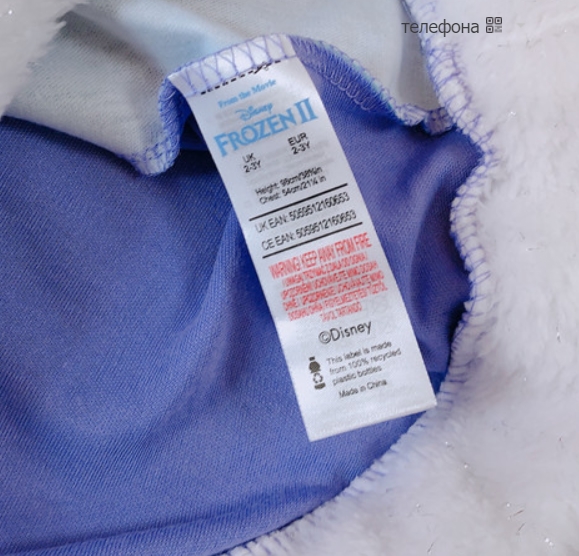 телефона
From the Movie
Disney
FROZEN II
UK EUR
2-3Y 2-3Y
Height: 98cm/38½in
Chest: 54cm/21¼ in
UK EAN: 5059512160653
CE EAN: 5059512160653
WARNING KEEP AWAY FROM FIRE
©Disney
This label is made
from 100% recycled
plastic bottles
Made in China